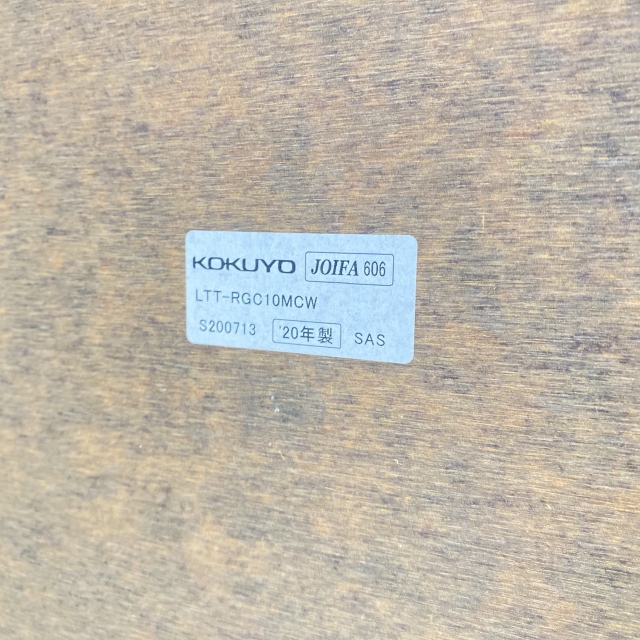 KOKUYO JOIFA 606
LTT-RGC10MCW
S200713 '20年製 SAS